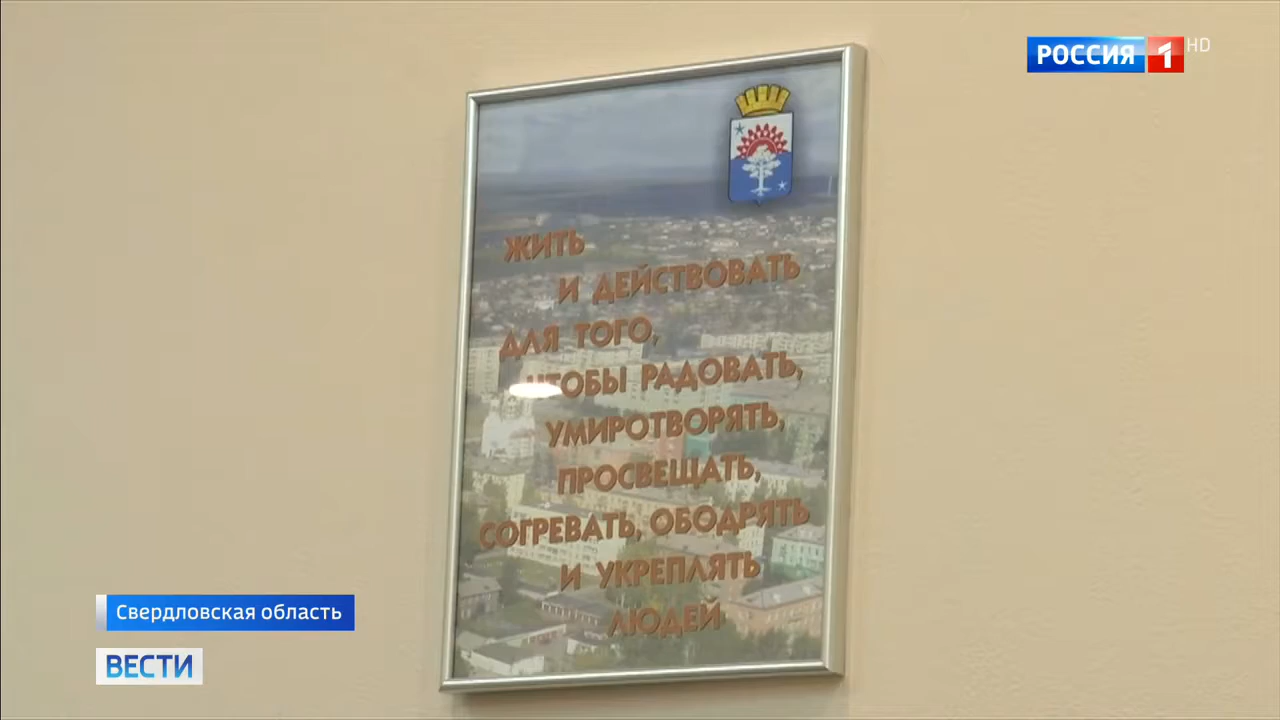 РОССИЯ 1 HD
ЖИТЬ
И ДЕЙСТВОВАТЬ
ДЛЯ ТОГО,
ЧТОБЫ РАДОВАТЬ,
УМИРОТВОРЯТЬ,
ПРОСВЕЩАТЬ,
СОГРЕВАТЬ, ОБОДРЯТЬ
И УКРЕПЛЯТЬ
ЛЮДЕЙ
Свердловская область
ВЕСТИ